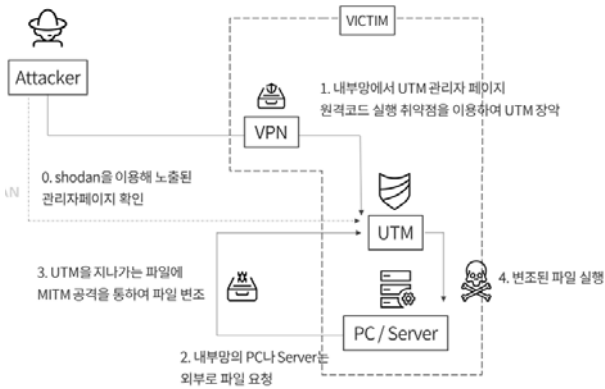 VICTIM
Attacker
1. 내부망에서 UTM 관리자 페이지
원격코드 실행 취약점을 이용하여 UTM 장악
VPN
0. shodan을 이용해 노출된
관리자페이지 확인
AN
UTM
3. UTM을 지나가는 파일에
MITM 공격을 통하여 파일 변조
4. 변조된 파일 실행
PC / Server
2. 내부망의 PC나 Server는
외부로 파일 요청